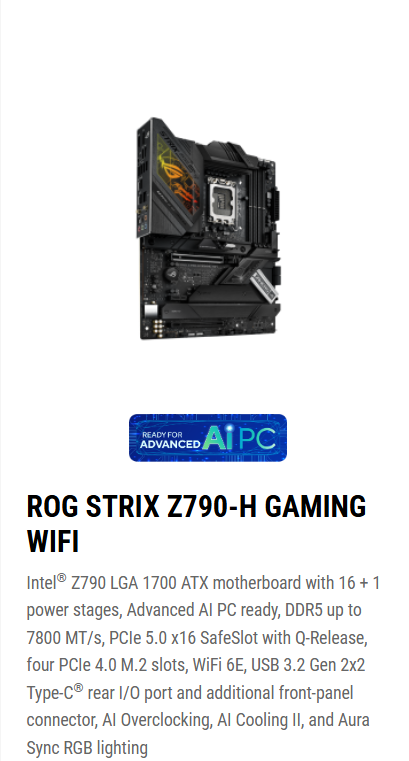 READY FOR
ADVANCED AI PC
ROG STRIX Z790-H GAMING
WIFI
Intel® Z790 LGA 1700 ATX motherboard with 16 + 1
power stages, Advanced AI PC ready, DDR5 up to
7800 MT/s, PCIe 5.0 x16 SafeSlot with Q-Release,
four PCIe 4.0 M.2 slots, WiFi 6E, USB 3.2 Gen 2x2
Type-C® rear I/O port and additional front-panel
connector, AI Overclocking, AI Cooling II, and Aura
Sync RGB lighting